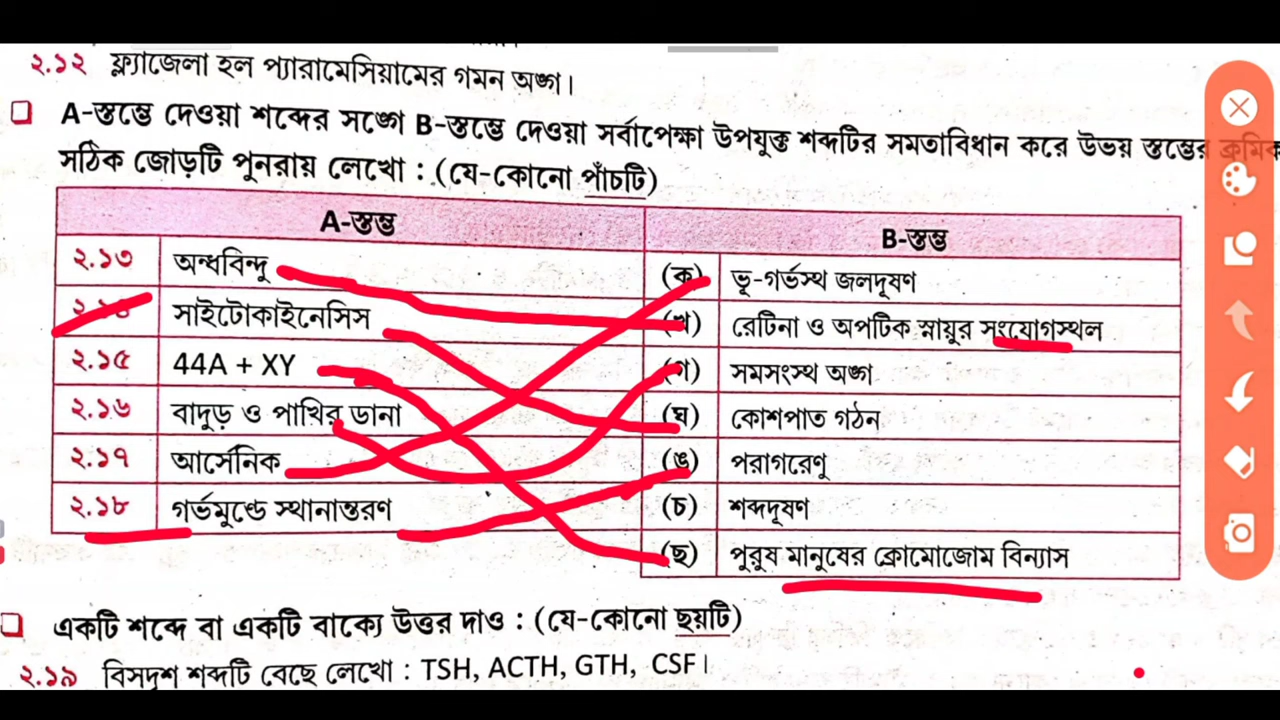 ২.১২ ফ্ল্যাজেলা হল প্যারামেসিয়ামের গমন অঙ্গ।
A-স্তম্ভে দেওয়া শব্দের সঙ্গে B-স্তম্ভে দেওয়া সর্বাপেক্ষা উপযুক্ত শব্দটির সমতাবিধান করে উভয় স্তম্ভের ক্রমিক
সঠিক জোড়টি পুনরায় লেখো : (যে-কোনো পাঁচটি)
A-স্তম্ভ B-স্তম্ভ
২.১৩ অন্ধবিন্দু (ক) ভূ-গর্ভস্থ জলদূষণ
সাইটোকাইনেসিস (খ) রেটিনা ও অপটিক স্নায়ুর সংযোগস্থল
২.১৫ 44A + XY (গ) সমসংস্থ অঙ্গ
২.১৬ বাদুড় ও পাখির ডানা (ঘ) কোশপাত গঠন
২.১৭ আর্সেনিক (ঙ) পরাগরেণু
২.১৮ গর্ভমুণ্ডে স্থানান্তরণ (চ) শব্দদূষণ
(ছ) পুরুষ মানুষের ক্রোমোজোম বিন্যাস
একটি শব্দে বা একটি বাক্যে উত্তর দাও : (যে-কোনো ছয়টি)
২.১৯ বিসদৃশ শব্দটি বেছে লেখো : TSH, ACTH, GTH, CSF।